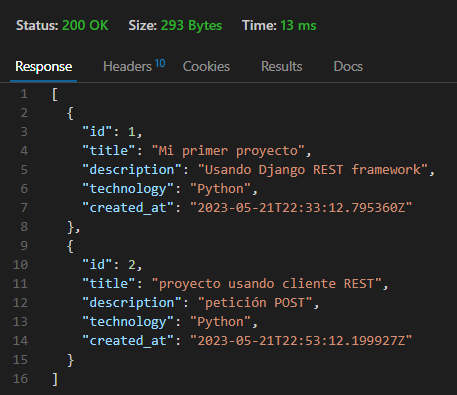 Status: 200 OK Size: 293 Bytes Time: 13 ms
Response Headers 10 Cookies Results Docs
1 [
2 {
3 "id": 1,
4 "title": "Mi primer proyecto",
5 "description": "Usando Django REST framework",
6 "technology": "Python",
7 "created_at": "2023-05-21T22:33:12.795360Z"
8 },
9 {
10 "id": 2,
11 "title": "proyecto usando cliente REST",
12 "description": "petición POST",
13 "technology": "Python",
14 "created_at": "2023-05-21T22:53:12.199927Z"
15 }
16 ]